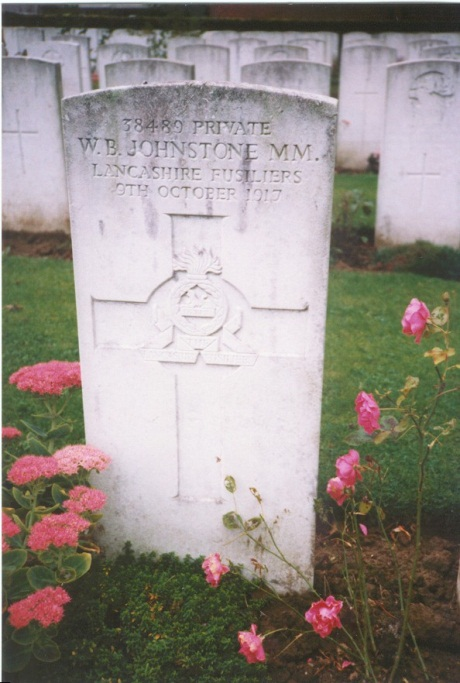 38489 PRIVATE
W. B. JOHNSTONE MM.
LANCASHIRE FUSILIERS
9TH OCTOBER 1917